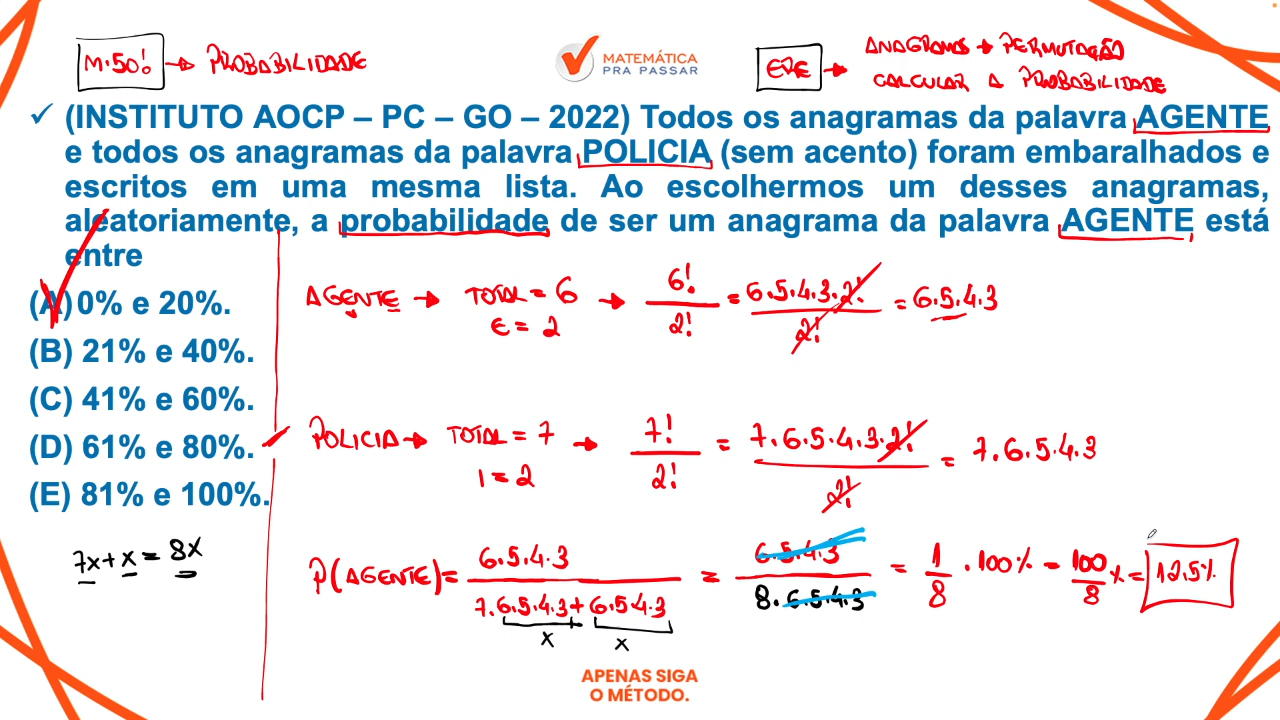 M·50! → PROBABILIDADE
MATEMÁTICA
PRA PASSAR
EPE → ANAGRAMAS → PERMUTAÇÃO
CALCULAR A PROBABILIDADE
✓ (INSTITUTO AOCP – PC – GO – 2022) Todos os anagramas da palavra AGENTE
e todos os anagramas da palavra POLICIA (sem acento) foram embaralhados e
escritos em uma mesma lista. Ao escolhermos um desses anagramas,
aleatoriamente, a probabilidade de ser um anagrama da palavra AGENTE está
entre
(A) 0% e 20%.
(B) 21% e 40%.
(C) 41% e 60%.
(D) 61% e 80%.
(E) 81% e 100%.
7x+x = 8x
AGENTE → TOTAL = 6 → 6!/2! = 6.5.4.3.2!/2! = 6.5.4.3
E = 2
POLICIA → TOTAL = 7 → 7!/2! = 7.6.5.4.3.2!/2! = 7.6.5.4.3
I = 2
P(AGENTE) = 6.5.4.3/7.6.5.4.3+6.5.4.3 = 6.5.4.3/8.6.5.4.3 = 1/8 . 100% = 100/8 % = 12.5%
x x
APENAS SIGA
O MÉTODO.